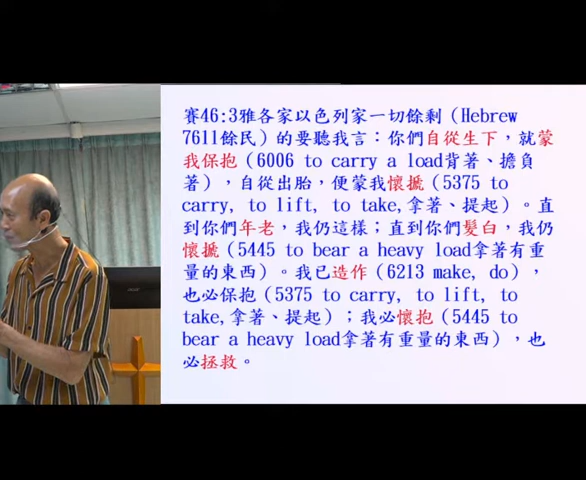 賽46:3雅各家以色列家一切餘剩（Hebrew
7611餘民）的要聽我言：你們自從生下，就蒙
我保抱（6006 to carry a load背著、擔負
著），自從出胎，便蒙我懷搋（5375 to
carry, to lift, to take,拿著、提起）。直
到你們年老，我仍這樣；直到你們髮白，我仍
懷搋（5445 to bear a heavy load拿著有重
量的東西）。我已造作（6213 make, do），
也必保抱（5375 to carry, to lift, to
take,拿著、提起）；我必懷抱（5445 to
bear a heavy load拿著有重量的東西），也
必拯救。